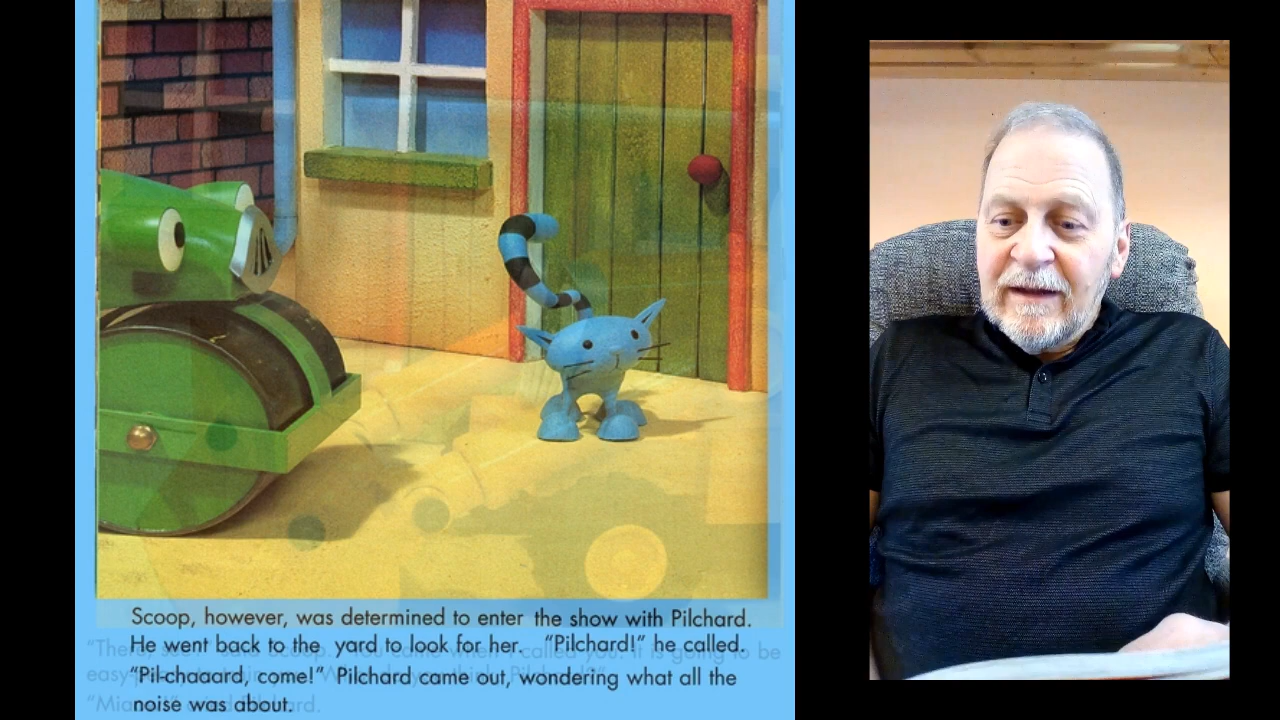 Scoop, however, was determined to enter the show with Pilchard.
He went back to the yard to look for her. "Pilchard!" he called.
"Pil-chaaard, come!" Pilchard came out, wondering what all the
noise was about.